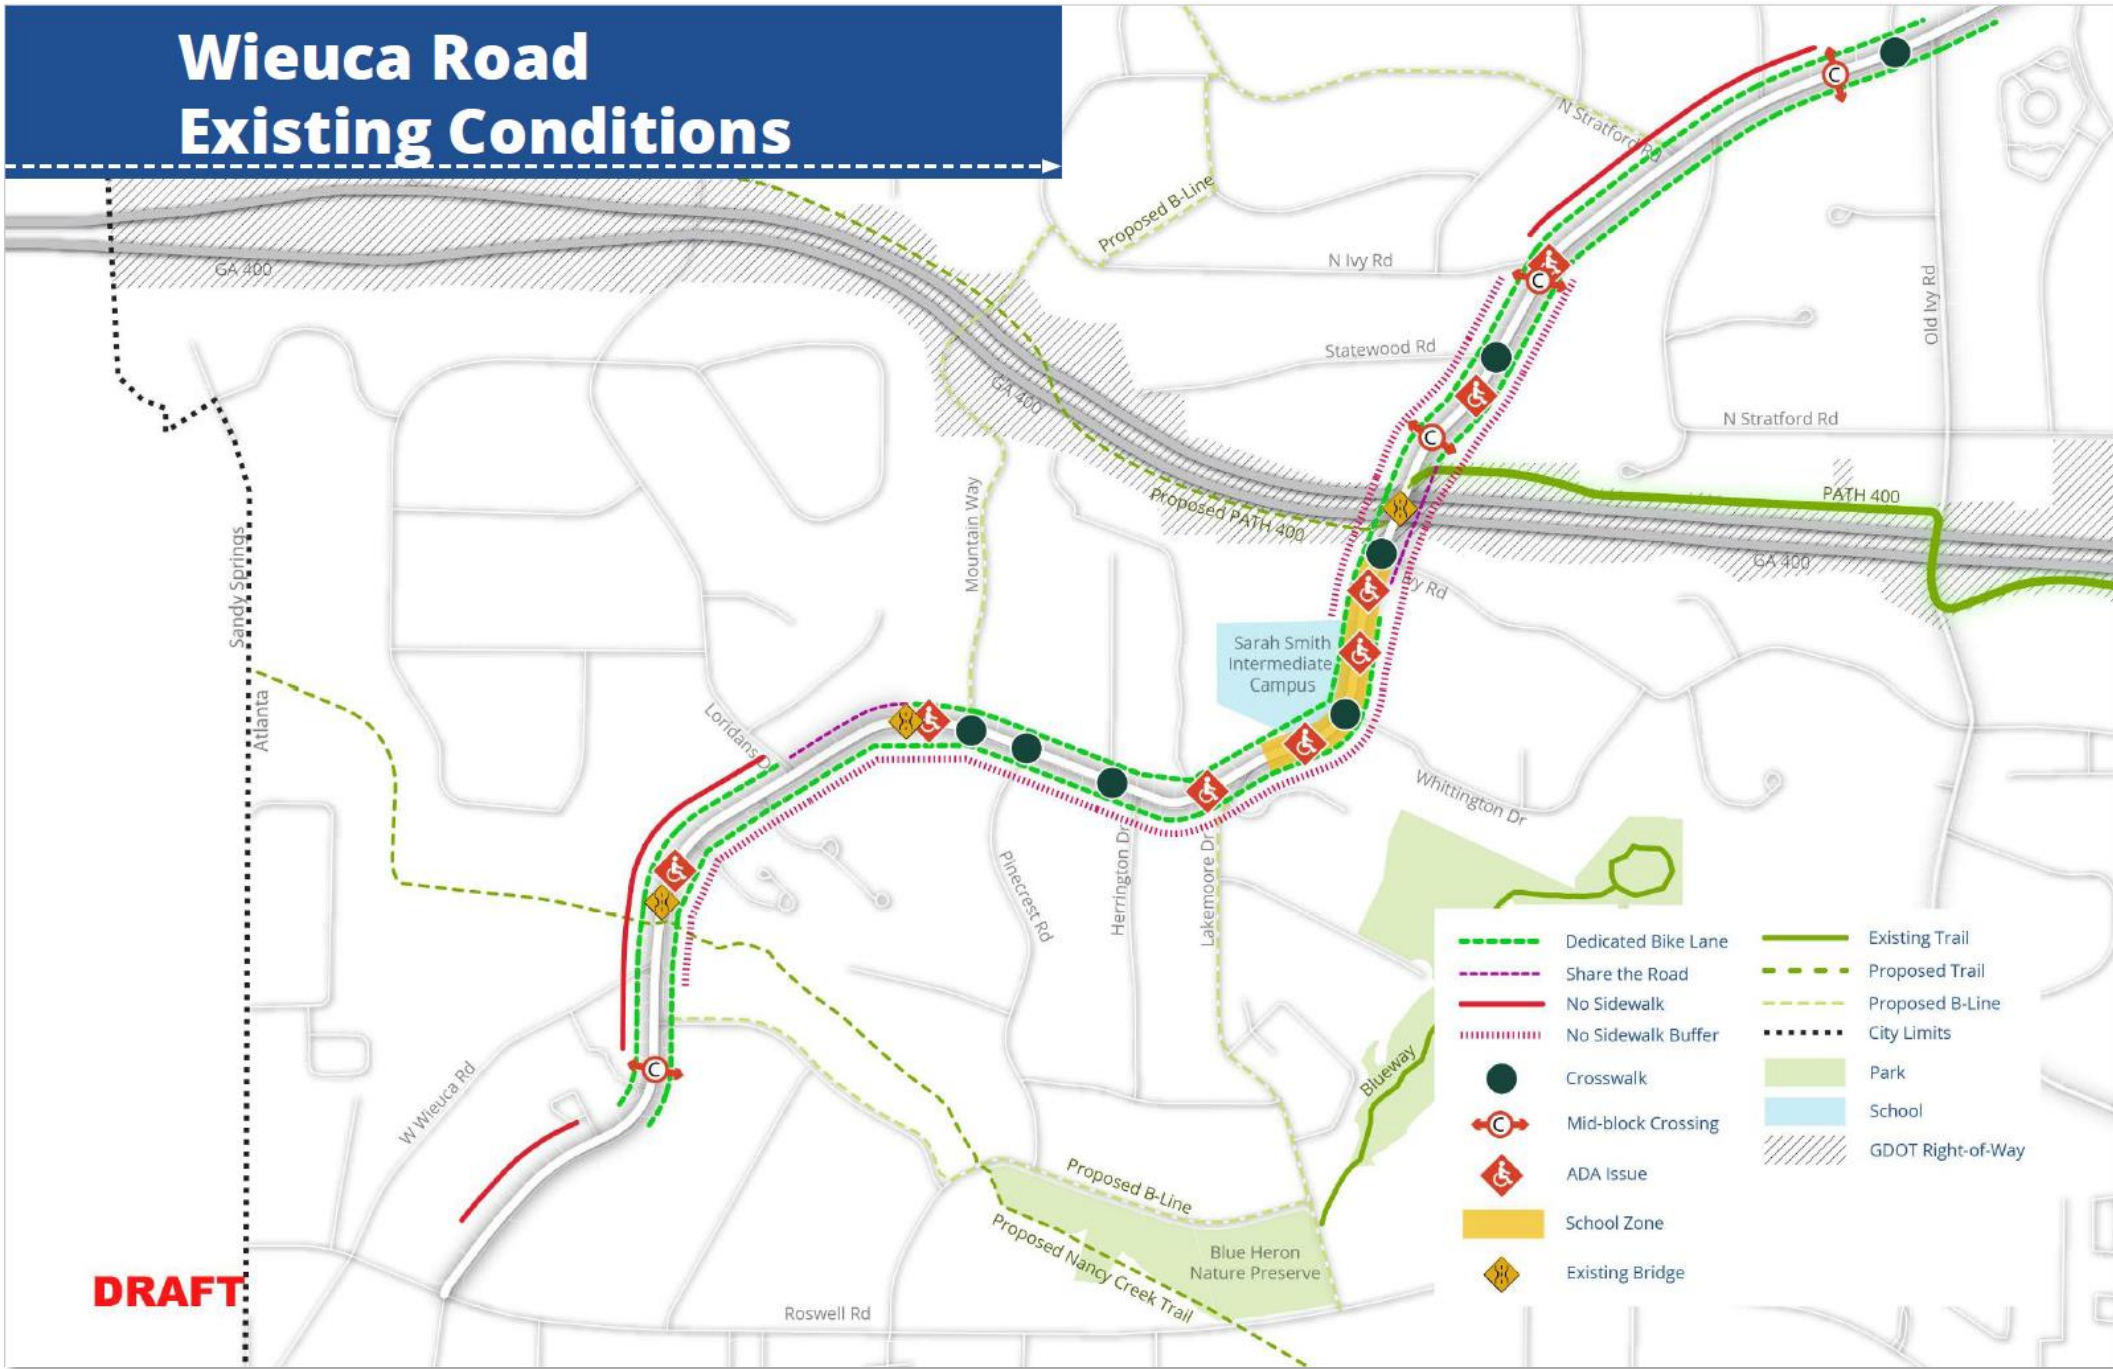 Wieuca Road
Existing Conditions
N Stratford Rd
Proposed B-Line
N Ivy Rd
GA 400
Old Ivy Rd
Statewood Rd
GA 400
N Stratford Rd
Mountain Way
Proposed PATH 400
PATH 400
GA 400
Ivy Rd
Sandy Springs
Atlanta
Sarah Smith
Intermediate
Campus
Loridans D
Whittington Dr
Pinecrest Rd
Herrington Dr
Lakemoore Dr
W Wieuca Rd
Blueway
Proposed B-Line
Proposed Nancy Creek Trail
Blue Heron
Nature Preserve
Roswell Rd
DRAFT
C
C
C
C
Dedicated Bike Lane
Share the Road
No Sidewalk
No Sidewalk Buffer
Crosswalk
C
Mid-block Crossing
ADA Issue
School Zone
Existing Bridge
Existing Trail
Proposed Trail
Proposed B-Line
City Limits
Park
School
GDOT Right-of-Way